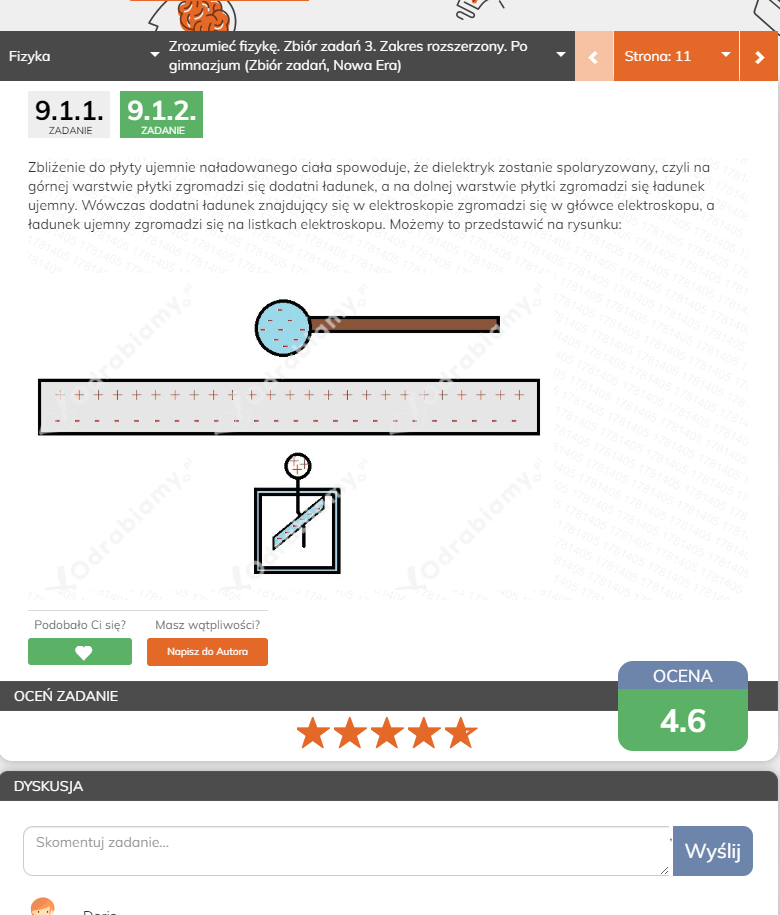 Fizyka
Zrozumieć fizykę. Zbiór zadań 3. Zakres rozszerzony. Po
gimnazjum (Zbiór zadań, Nowa Era)
Strona: 11
9.1.1.
ZADANIE
9.1.2.
ZADANIE
Zbliżenie do płyty ujemnie naładowanego ciała spowoduje, że dielektryk zostanie spolaryzowany, czyli na
górnej warstwie płytki zgromadzi się dodatni ładunek, a na dolnej warstwie płytki zgromadzi się ładunek
ujemny. Wówczas dodatni ładunek znajdujący się w elektroskopie zgromadzi się w główce elektroskopu, a
ładunek ujemny zgromadzi się na listkach elektroskopu. Możemy to przedstawić na rysunku:
Podobało Ci się?
Masz wątpliwości?
Napisz do Autora
OCEŃ ZADANIE
OCENA
4.6
DYSKUSJA
Skomentuj zadanie...
Wyślij